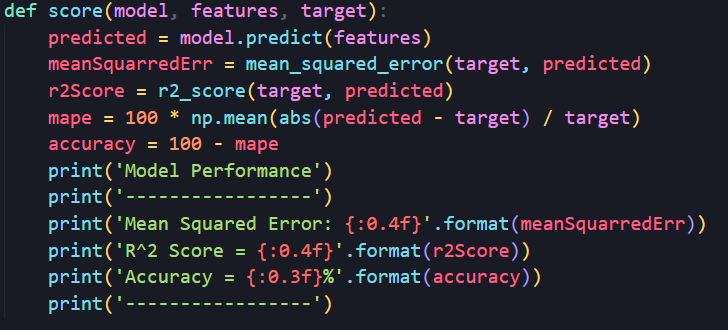 def score(model, features, target):
    predicted = model.predict(features)
    meanSquarredErr = mean_squared_error(target, predicted)
    r2Score = r2_score(target, predicted)
    mape = 100 * np.mean(abs(predicted - target) / target)
    accuracy = 100 - mape
    print('Model Performance')
    print('-----------------')
    print('Mean Squared Error: {:0.4f}'.format(meanSquarredErr))
    print('R^2 Score = {:0.4f}'.format(r2Score))
    print('Accuracy = {:0.3f}%'.format(accuracy))
    print('-----------------')